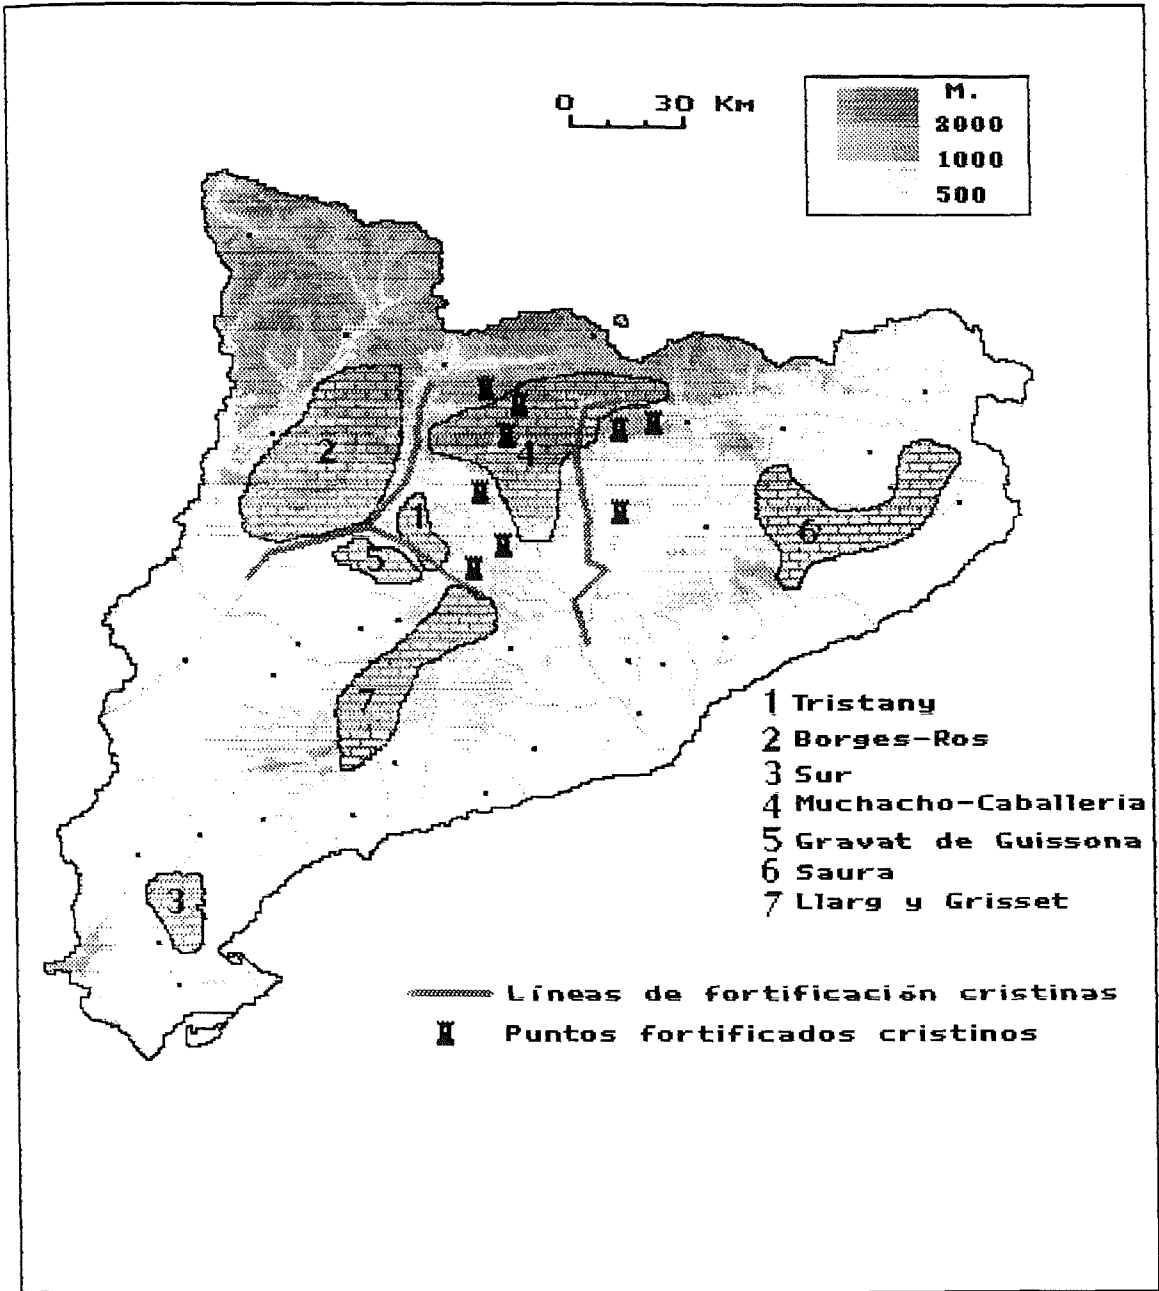 0 30 Km
M.
2000
1000
500
2
4
1
5
6
7
3
1 Tristany
2 Borges-Ros
3 Sur
4 Muchacho-Caballeria
5 Gravat de Guissona
6 Saura
7 Llarg y Grisset
Líneas de fortificación cristinas
Puntos fortificados cristinos